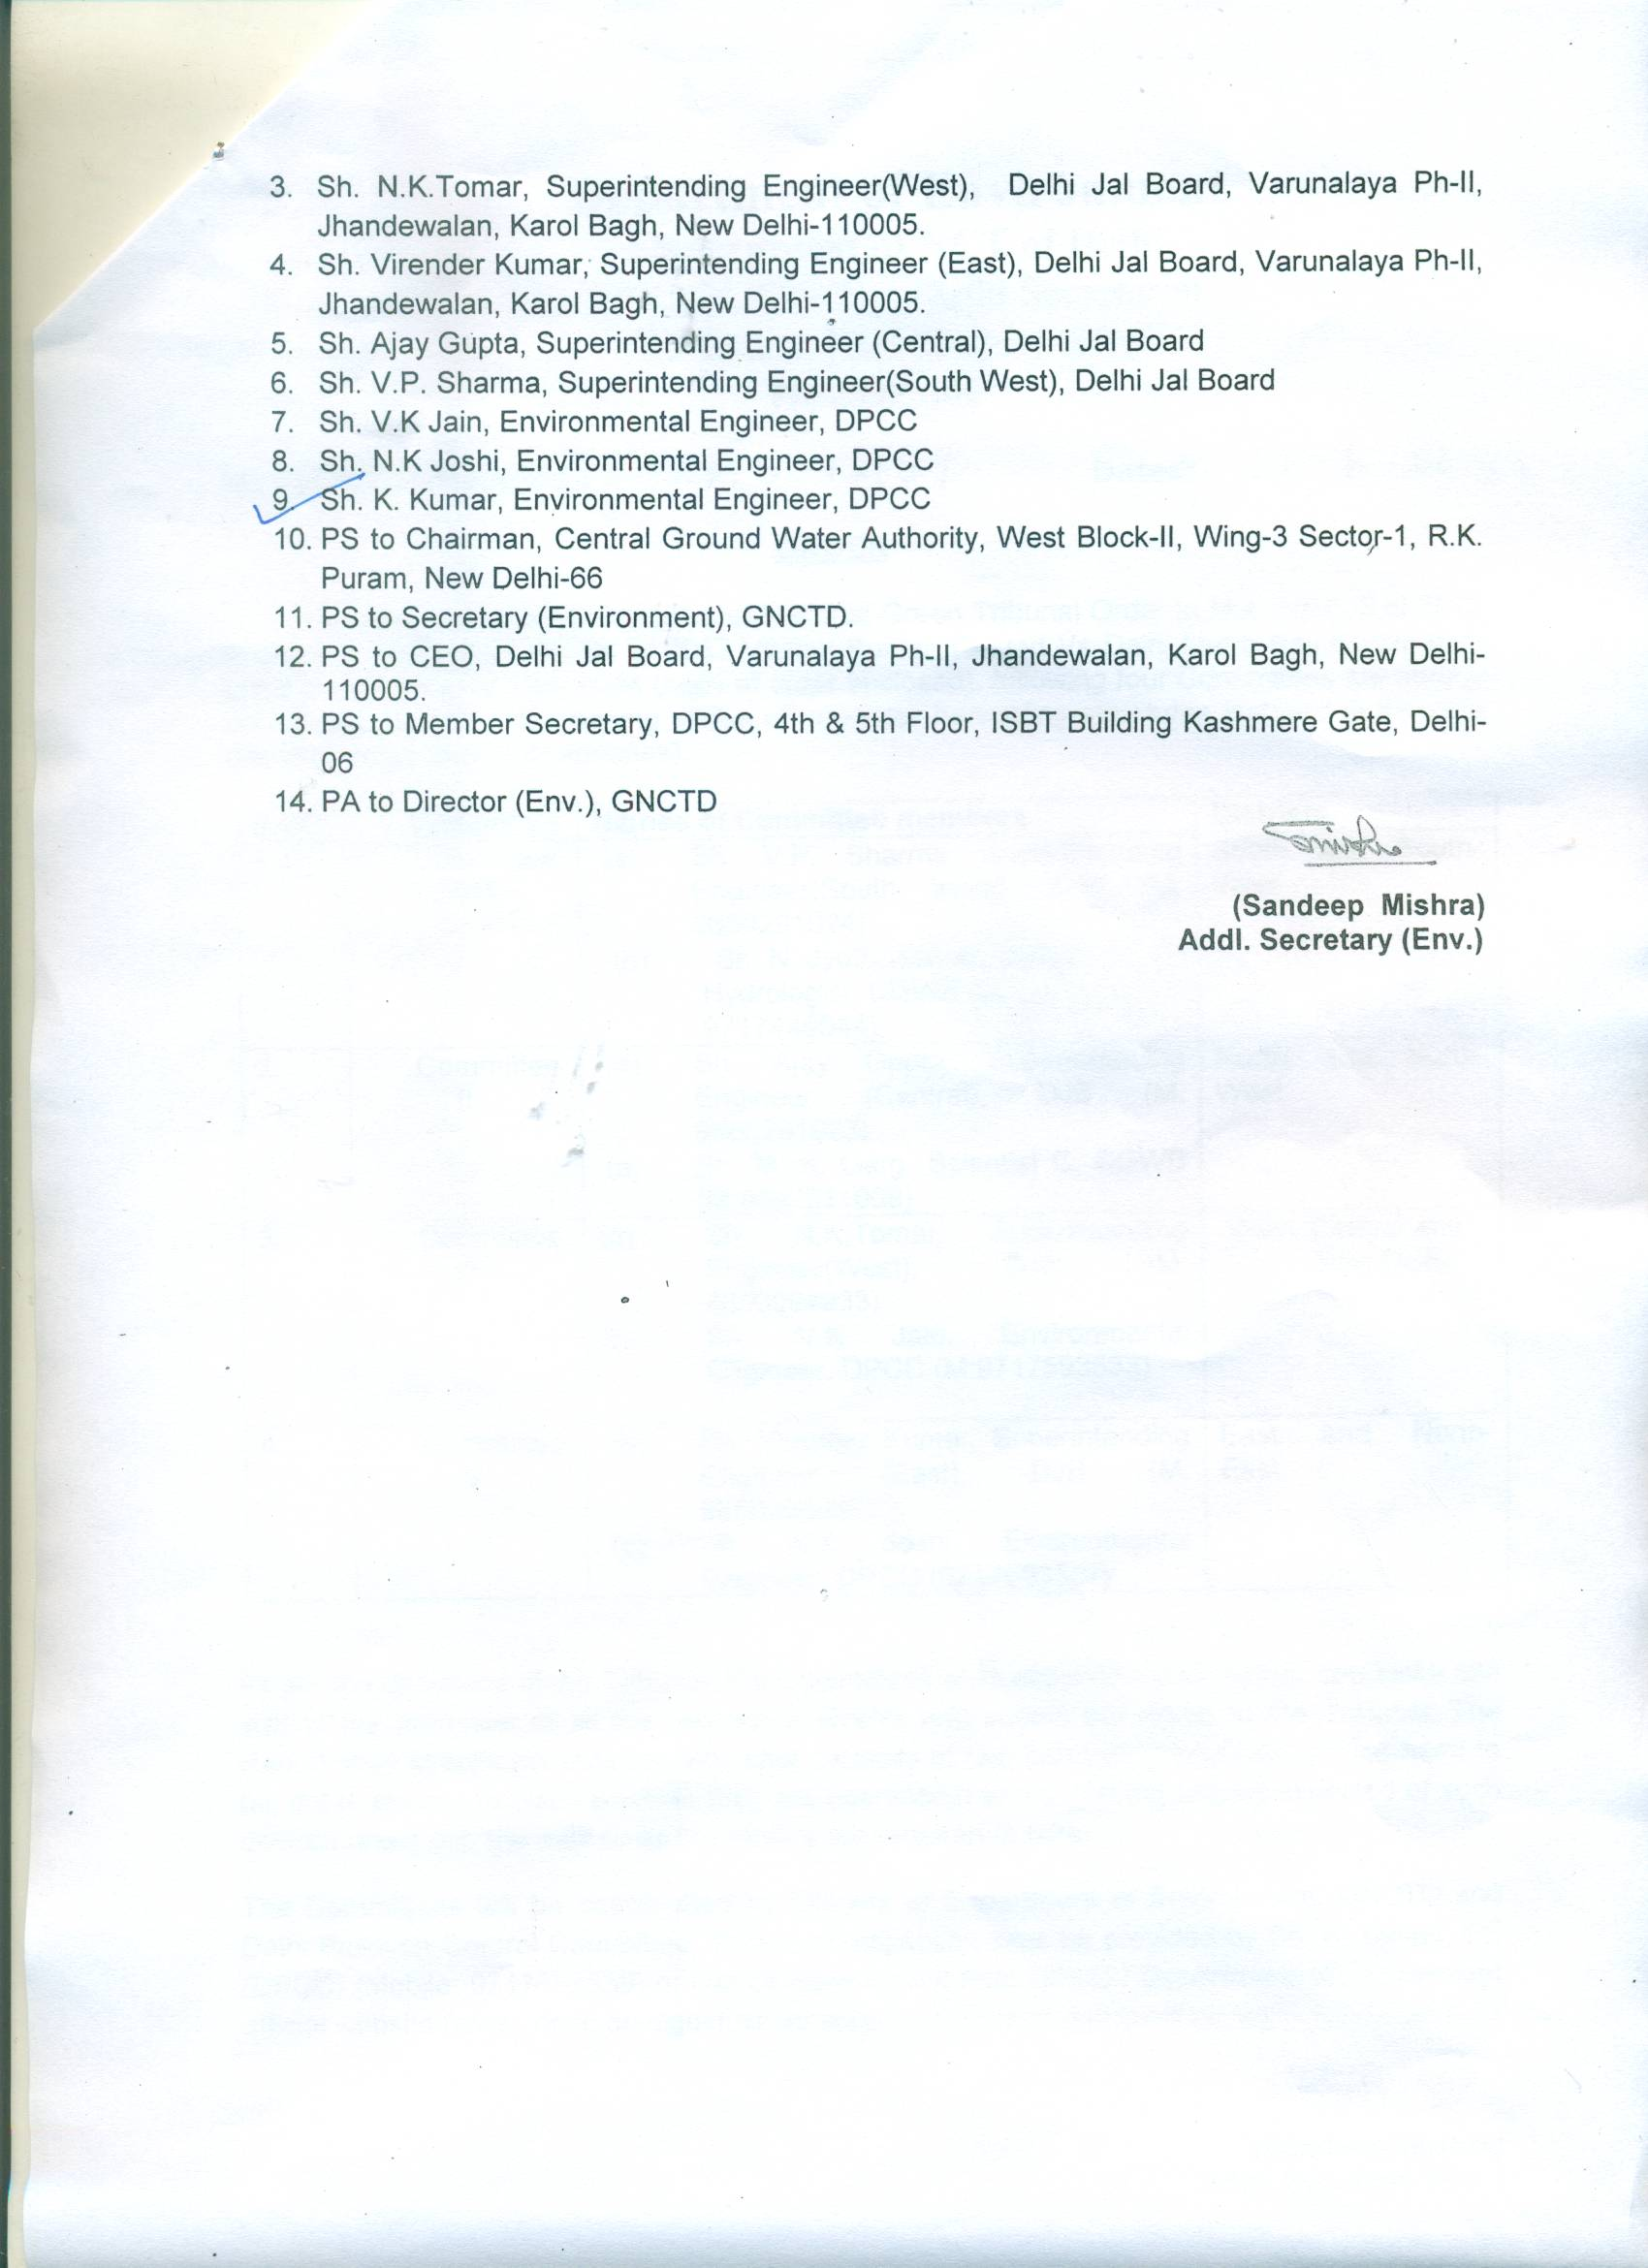 3. Sh. N.K.Tomar, Superintending Engineer(West), Delhi Jal Board, Varunalaya Ph-II,
Jhandewalan, Karol Bagh, New Delhi-110005.
4. Sh. Virender Kumar, Superintending Engineer (East), Delhi Jal Board, Varunalaya Ph-II,
Jhandewalan, Karol Bagh, New Delhi-110005.
5. Sh. Ajay Gupta, Superintending Engineer (Central), Delhi Jal Board
6. Sh. V.P. Sharma, Superintending Engineer(South West), Delhi Jal Board
7. Sh. V.K Jain, Environmental Engineer, DPCC
8. Sh. N.K Joshi, Environmental Engineer, DPCC
9. Sh. K. Kumar, Environmental Engineer, DPCC
10. PS to Chairman, Central Ground Water Authority, West Block-II, Wing-3 Sector-1, R.K.
Puram, New Delhi-66
11. PS to Secretary (Environment), GNCTD.
12. PS to CEO, Delhi Jal Board, Varunalaya Ph-II, Jhandewalan, Karol Bagh, New Delhi-
110005.
13. PS to Member Secretary, DPCC, 4th & 5th Floor, ISBT Building Kashmere Gate, Delhi-
06
14. PA to Director (Env.), GNCTD
(Sandeep Mishra)
Addl. Secretary (Env.)